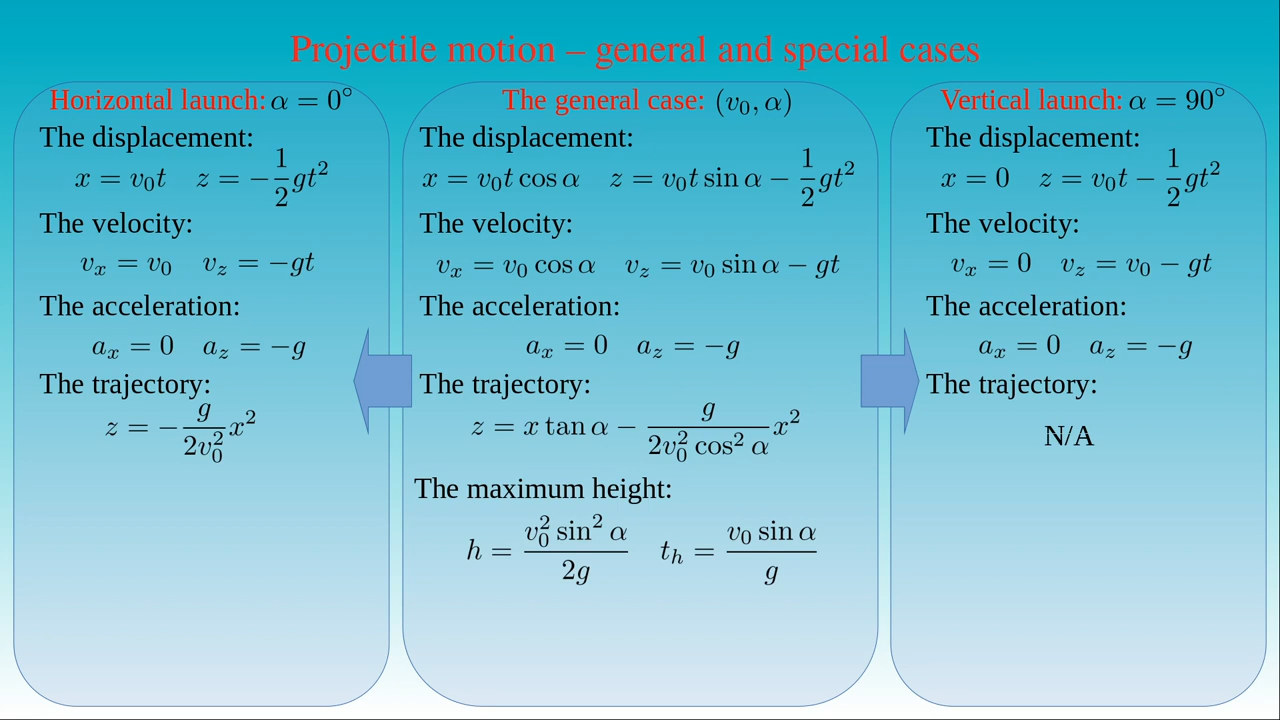 Projectile motion – general and special cases
Horizontal launch: α = 0°
The displacement:
x = v₀t z = −½gt²
The velocity:
vₓ = v₀ v_z = −gt
The acceleration:
aₓ = 0 a_z = −g
The trajectory:
z = −g/(2v₀²) x²
The general case: (v₀, α)
The displacement:
x = v₀t cos α z = v₀t sin α − ½gt²
The velocity:
vₓ = v₀ cos α v_z = v₀ sin α − gt
The acceleration:
aₓ = 0 a_z = −g
The trajectory:
z = x tan α − g/(2v₀² cos² α) x²
The maximum height:
h = v₀² sin² α/(2g) t_h = v₀ sin α/g
Vertical launch: α = 90°
The displacement:
x = 0 z = v₀t − ½gt²
The velocity:
vₓ = 0 v_z = v₀ − gt
The acceleration:
aₓ = 0 a_z = −g
The trajectory:
N/A